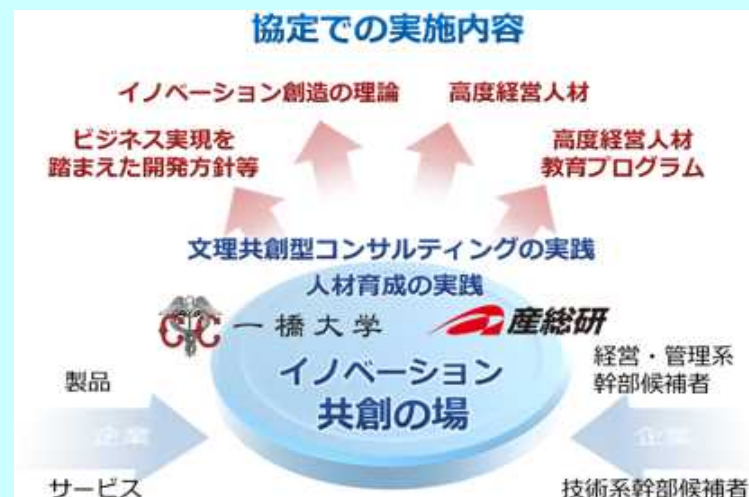 協定での実施内容
イノベーション創造の理論
高度経営人材
ビジネス実現を
踏まえた開発方針等
高度経営人材
教育プログラム
文理共創型コンサルティングの実践
人材育成の実践
一橋大学
産総研
イノベーション
共創の場
製品
企業
サービス
経営・管理系
幹部候補者
企業
技術系幹部候補者